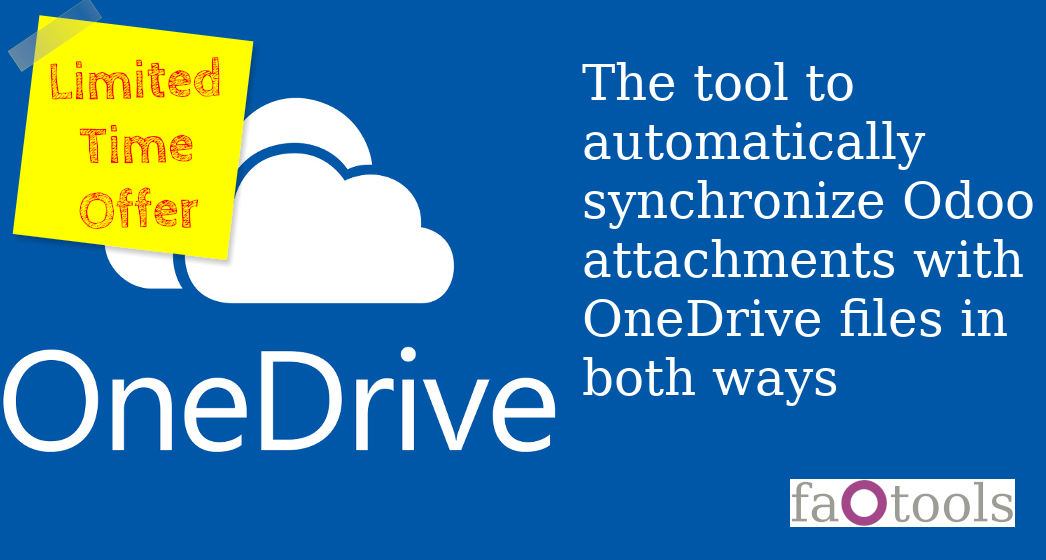 Limited
Time
Offer
OneDrive
The tool to
automatically
synchronize Odoo
attachments with
OneDrive files in
both ways
faOtools